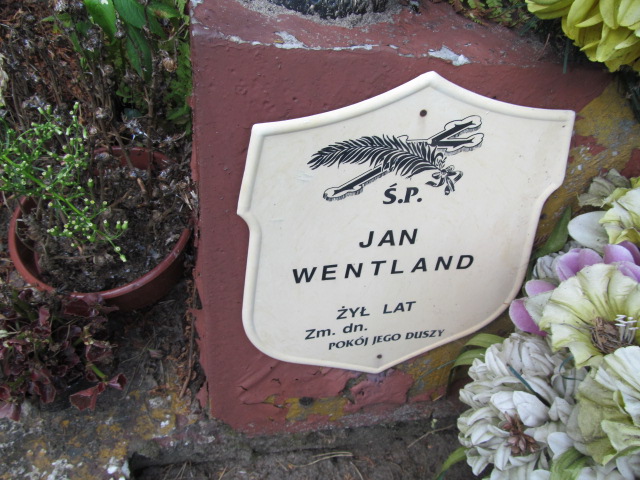 Ś.P.
JAN
WENTLAND
ŻYŁ LAT
Zm. dn.
POKÓJ JEGO DUSZY